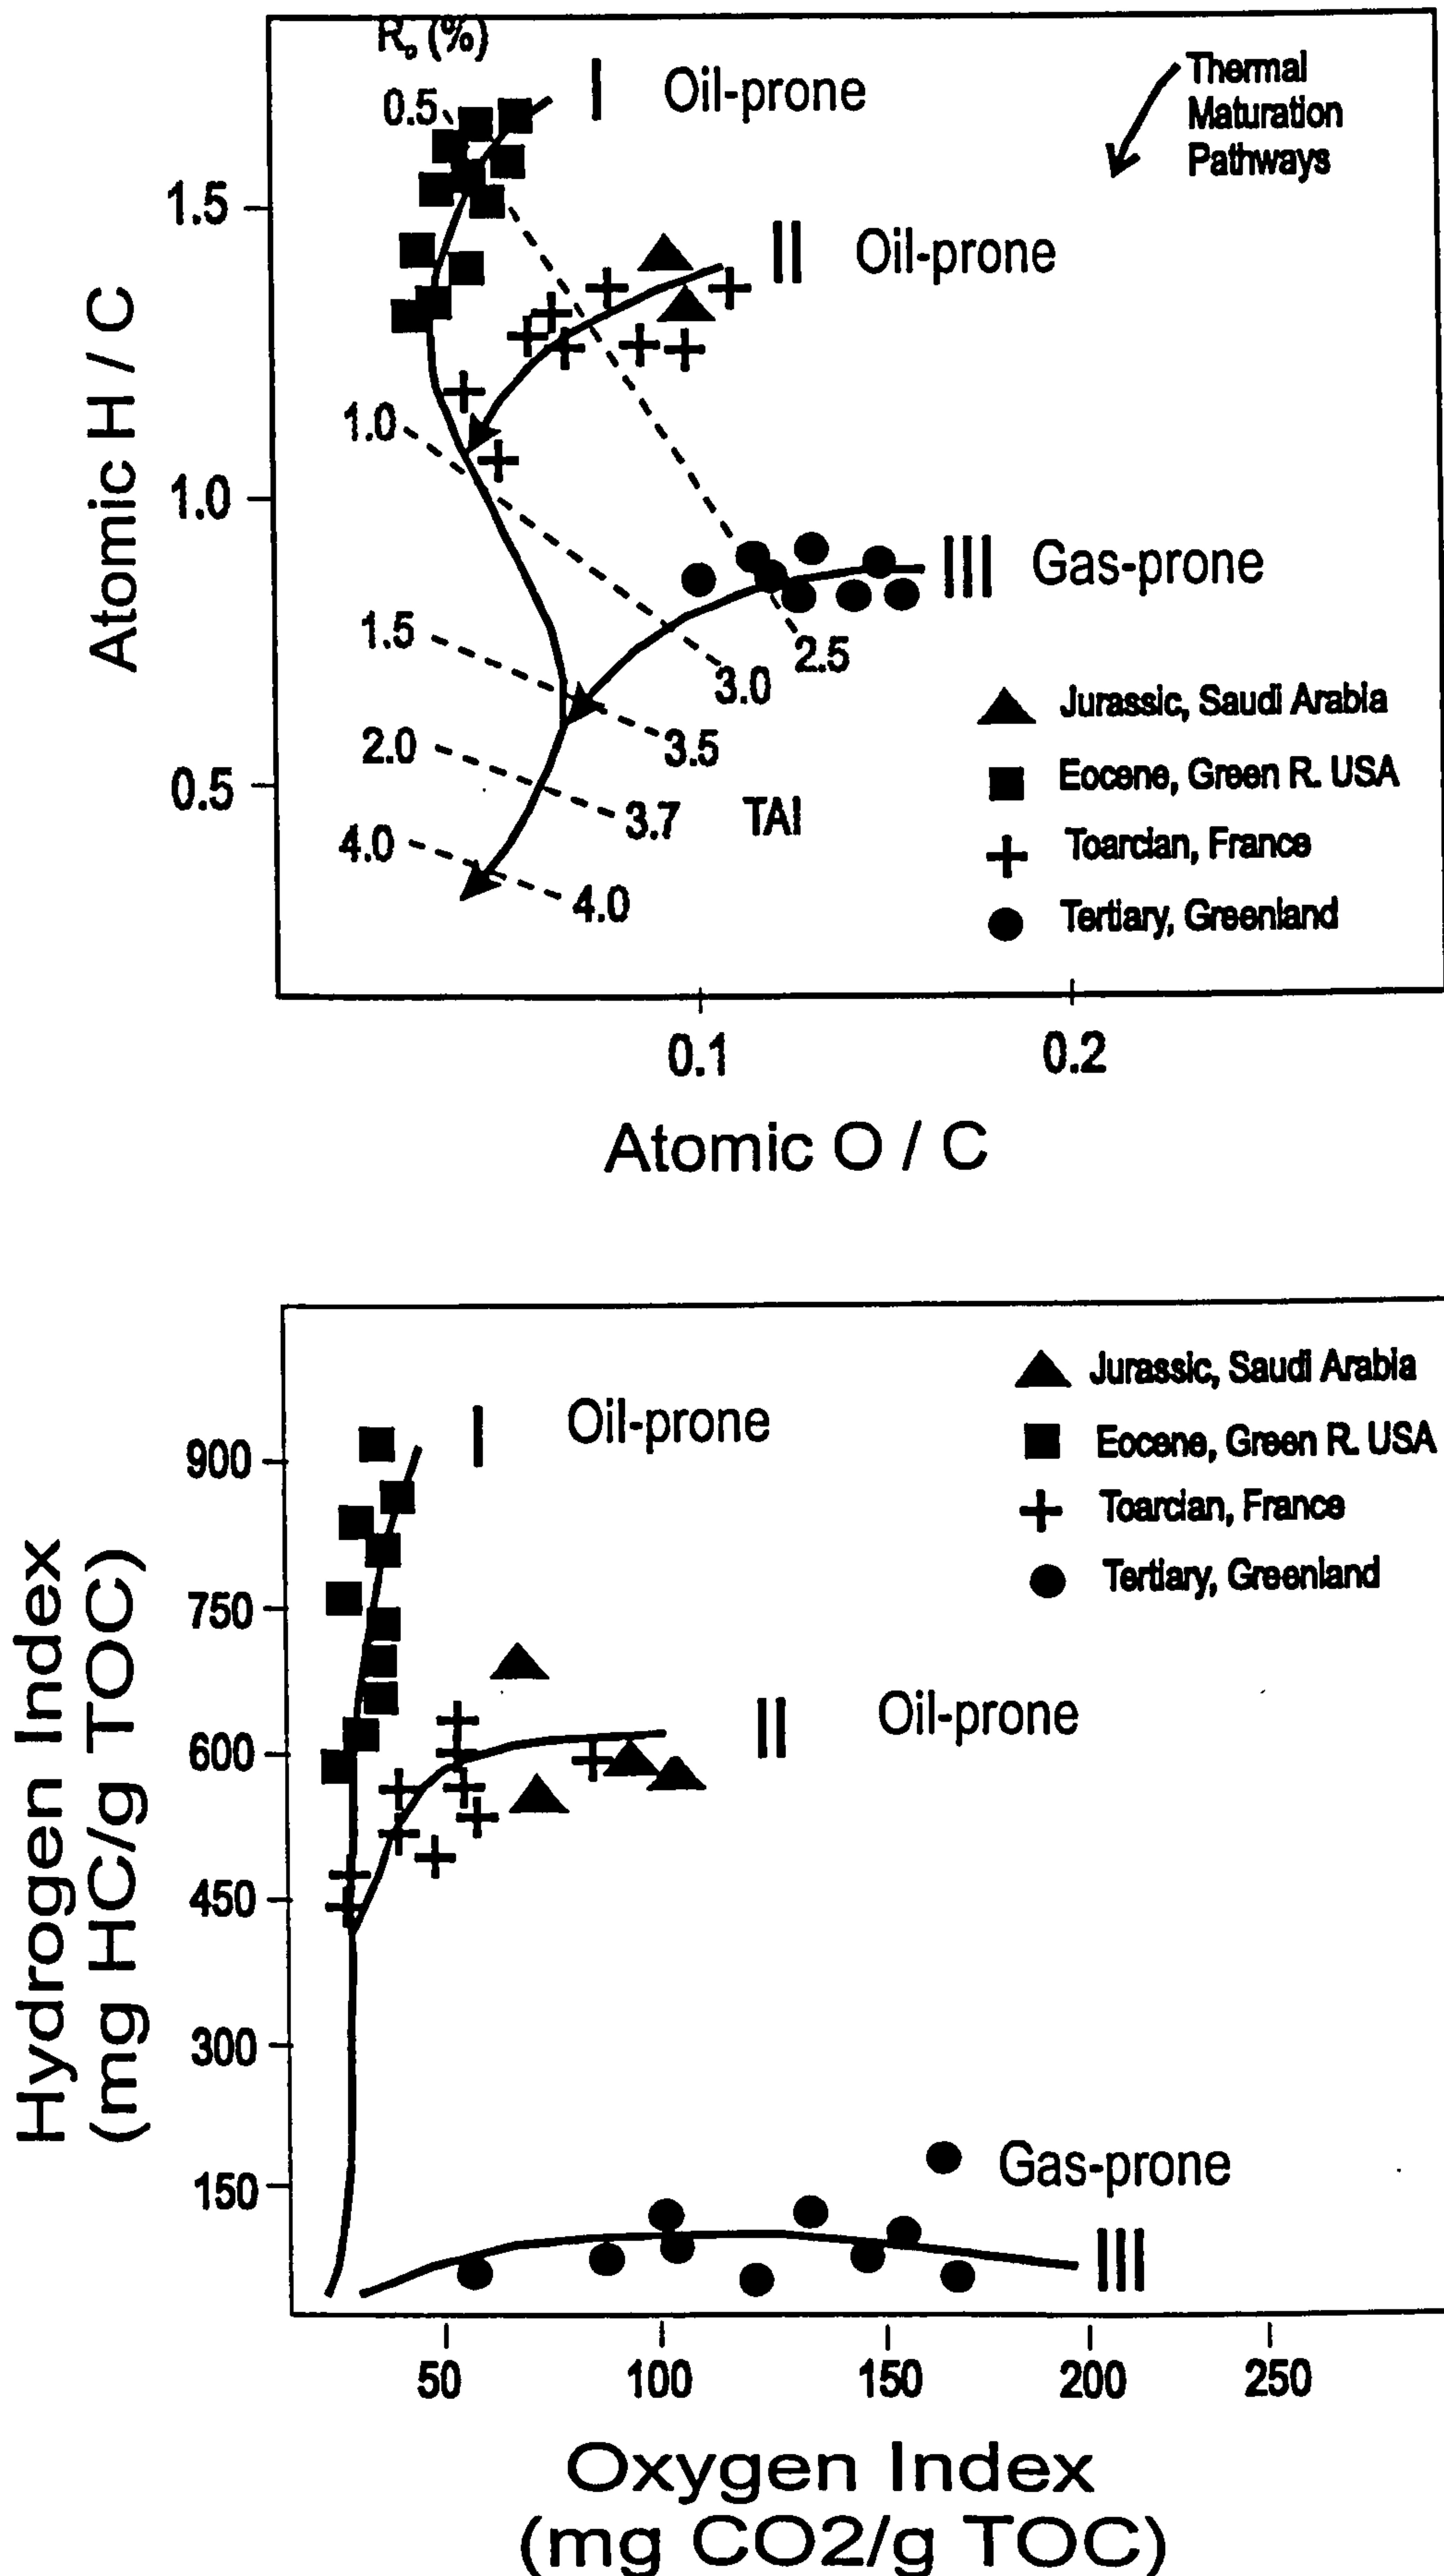 R₀ (%)
0.5
I Oil-prone
Thermal
Maturation
Pathways
1.5
II Oil-prone
Atomic H / C
1.0
1.0
III Gas-prone
1.5
2.5
3.0
Jurassic, Saudi Arabia
2.0
3.5
0.5
Eocene, Green R. USA
3.7 TAI
4.0
Toarcian, France
4.0
Tertiary, Greenland
0.1 0.2
Atomic O / C
Jurassic, Saudi Arabia
I Oil-prone
Eocene, Green R. USA
900
Toarcian, France
Tertiary, Greenland
750
II Oil-prone
600
Hydrogen Index
(mg HC/g TOC)
450
300
150
Gas-prone
III
50 100 150 200 250
Oxygen Index
(mg CO2/g TOC)